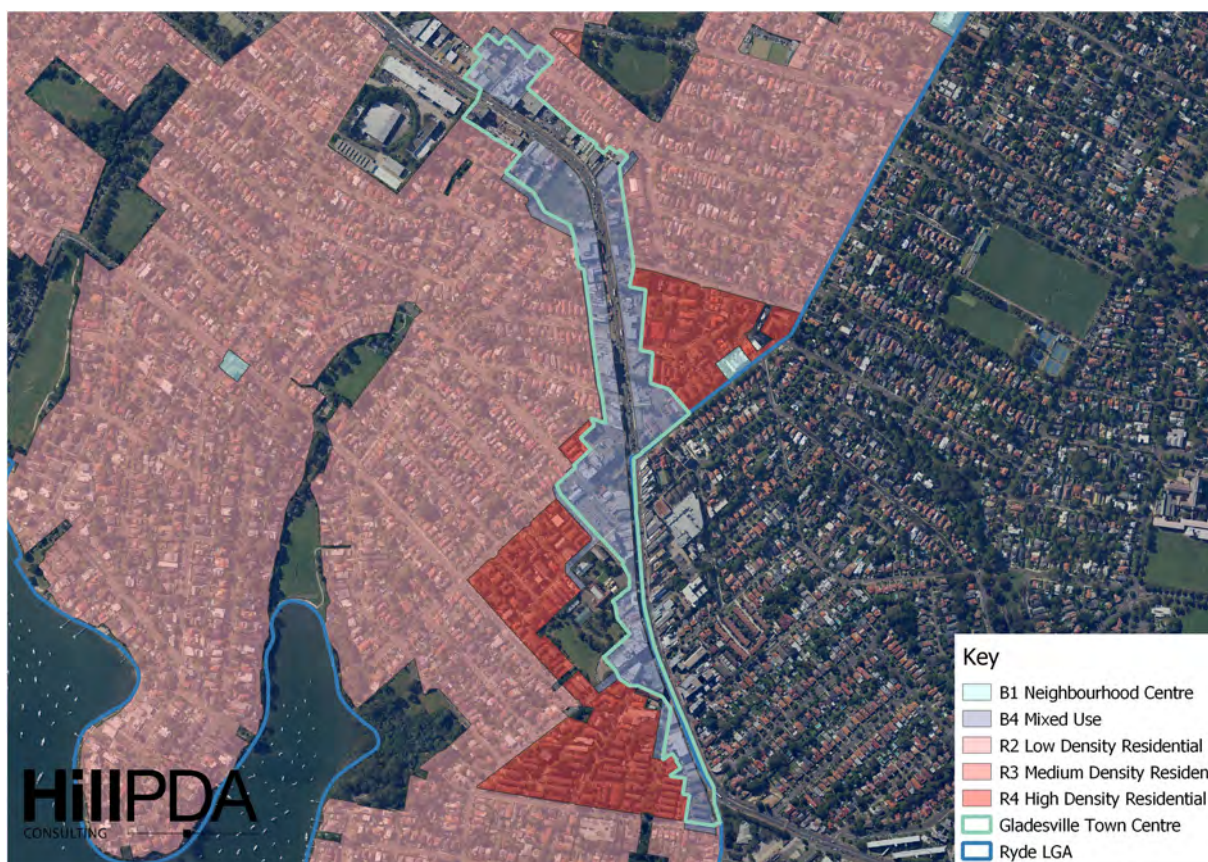 Key
B1 Neighbourhood Centre
B4 Mixed Use
R2 Low Density Residential
R3 Medium Density Residen
R4 High Density Residential
Gladesville Town Centre
Ryde LGA
HillPDA
CONSULTING